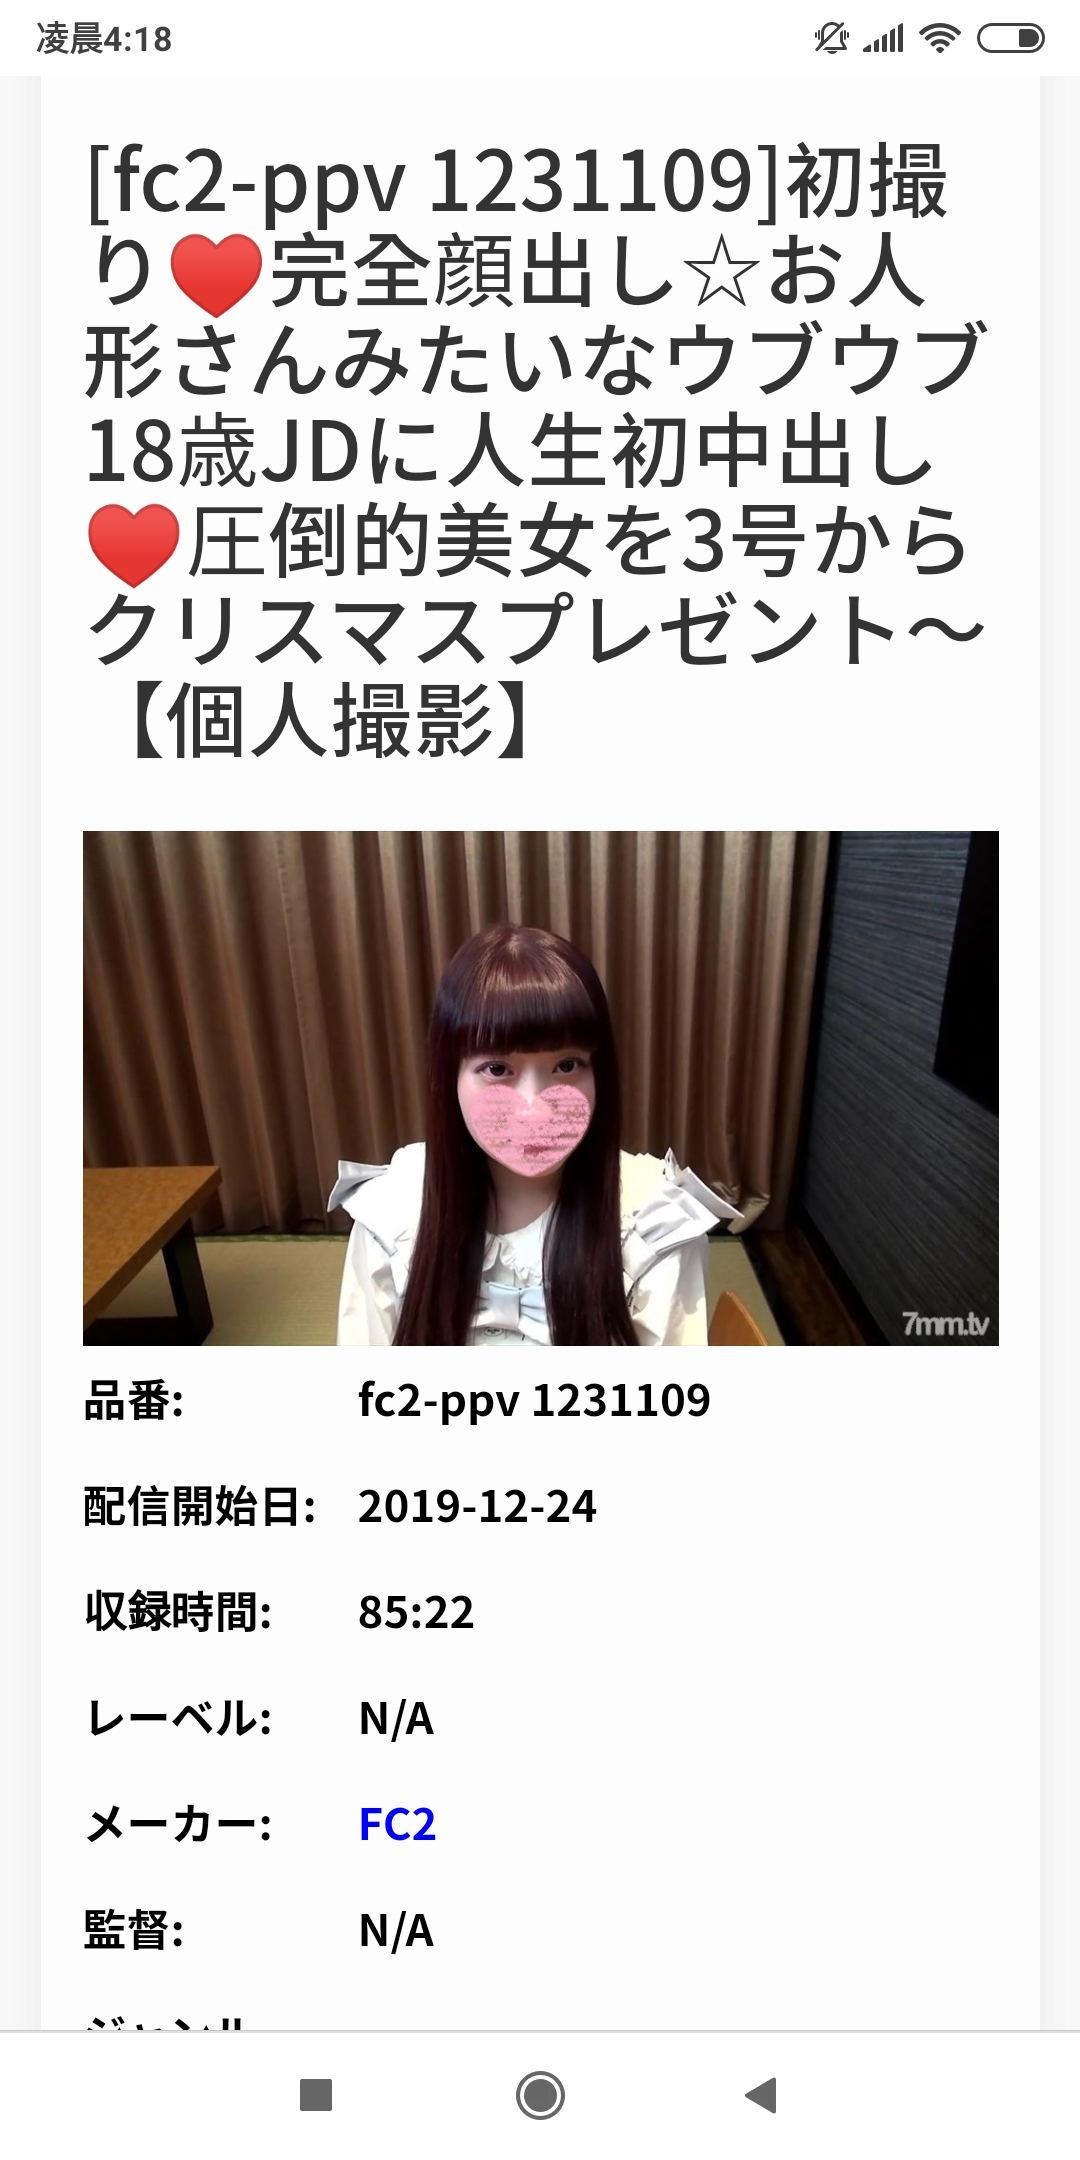 凌晨4:18
[fc2-ppv 1231109]初撮
り♥完全顔出し☆お人
形さんみたいなウブウブ
18歳JDに人生初中出し
♥圧倒的美女を3号から
クリスマスプレゼント～
【個人撮影】
7mm.tv
品番: fc2-ppv 1231109
配信開始日: 2019-12-24
収録時間: 85:22
レーベル: N/A
メーカー: FC2
監督: N/A